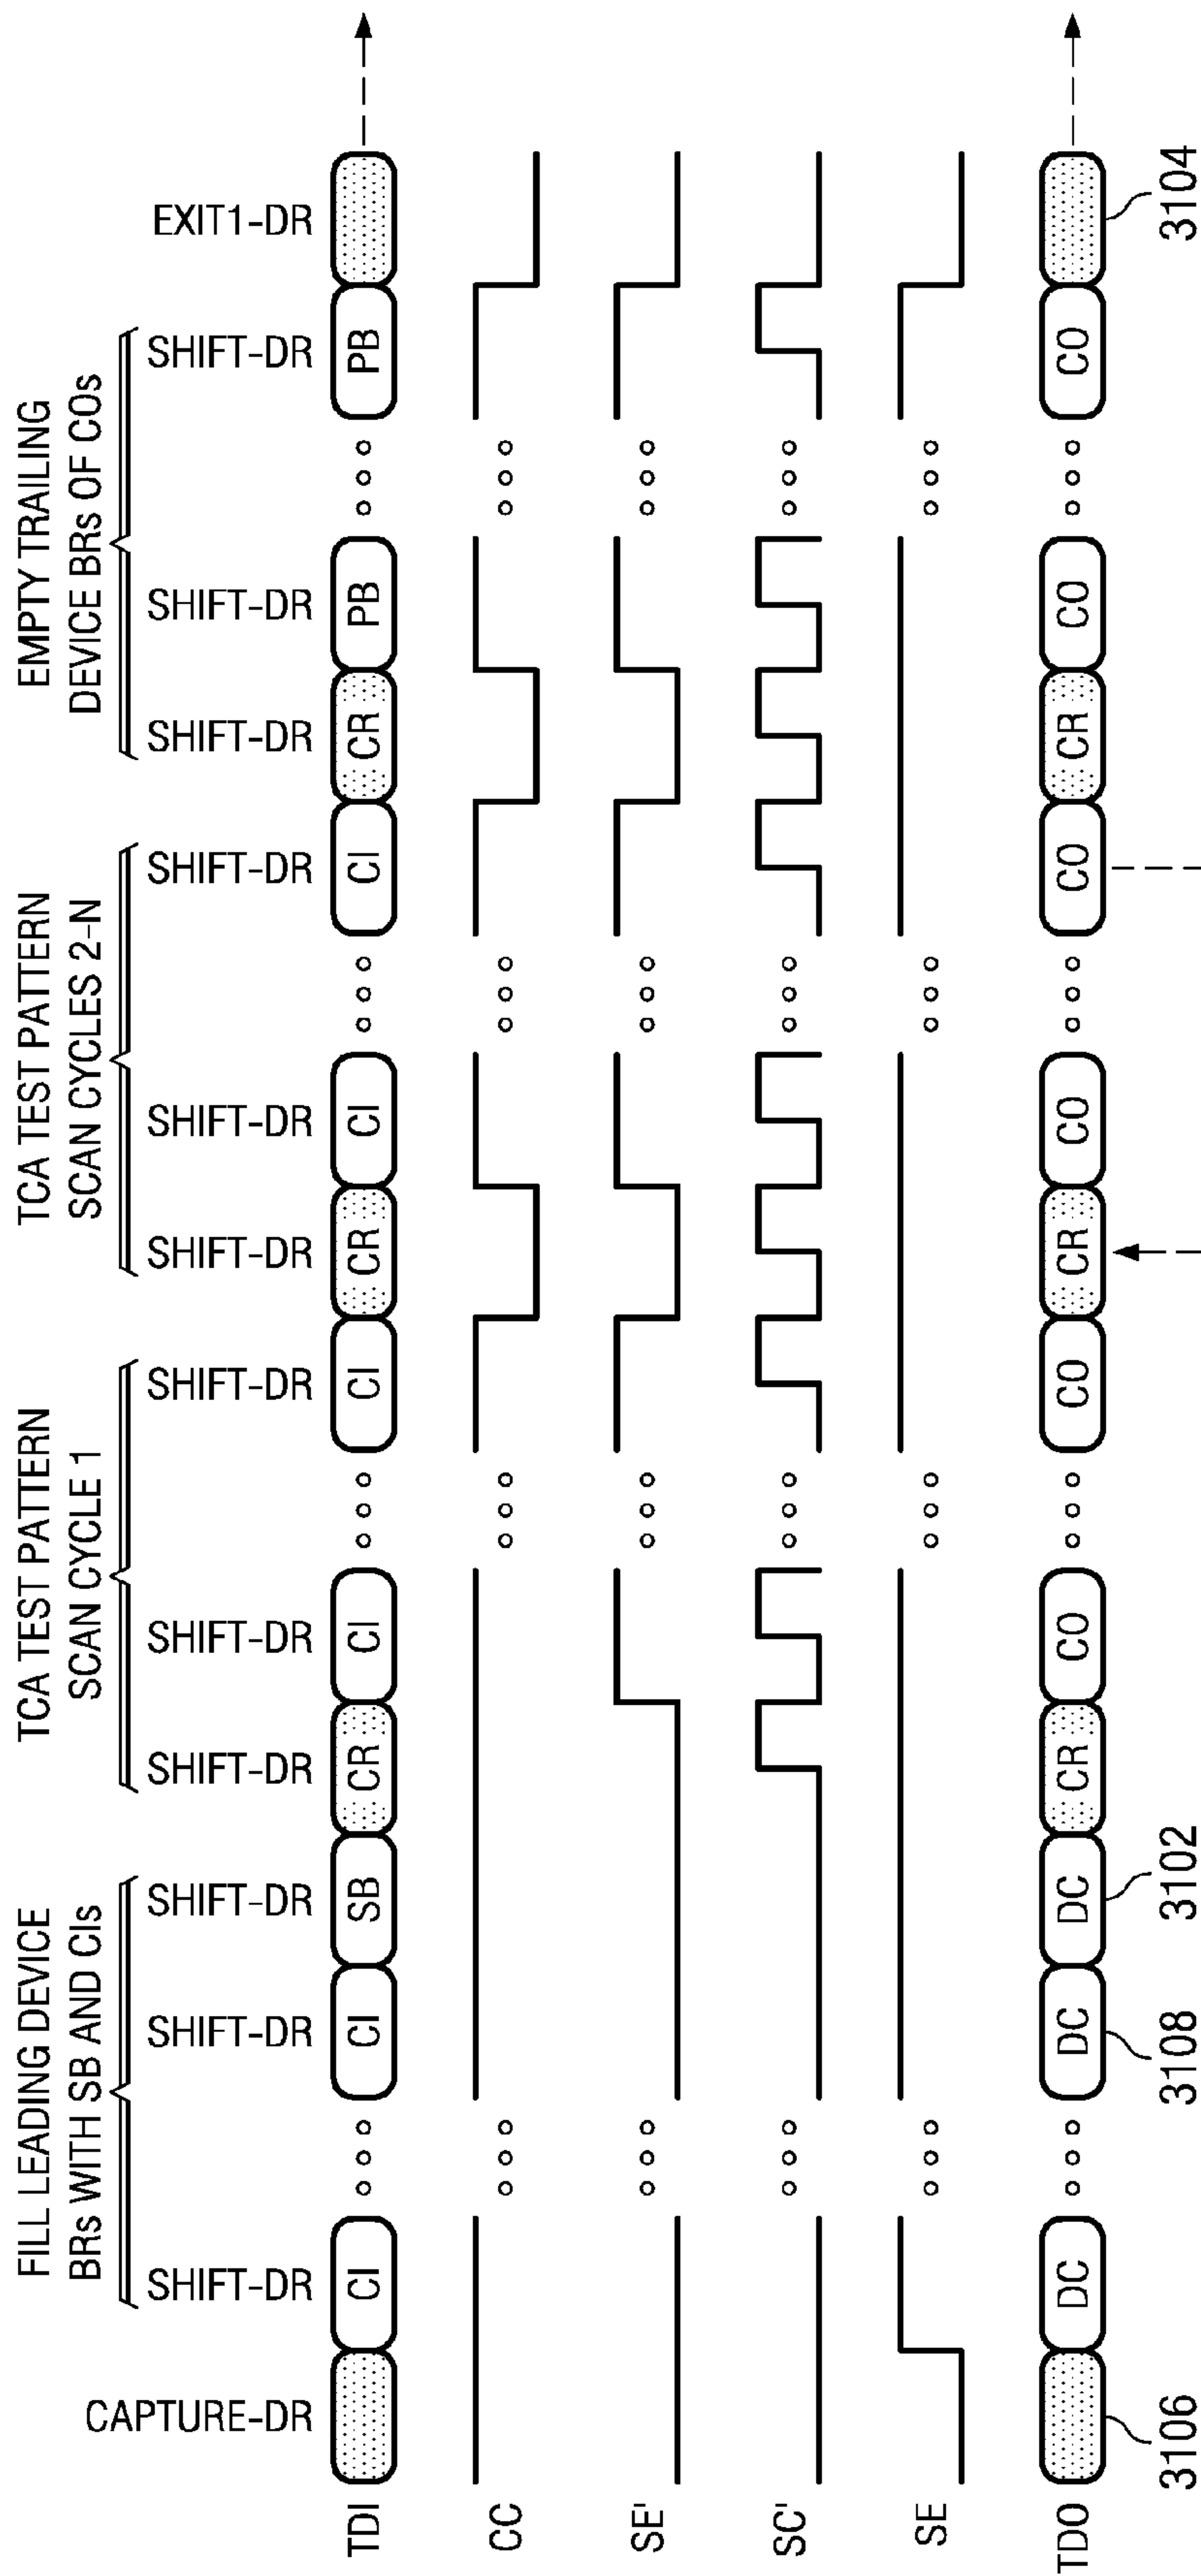 FILL LEADING DEVICE
BRs WITH SB AND CIs
TCA TEST PATTERN
SCAN CYCLE 1
TCA TEST PATTERN
SCAN CYCLES 2-N
EMPTY TRAILING
DEVICE BRs OF COs
CAPTURE-DR
SHIFT-DR
SHIFT-DR
SHIFT-DR
SHIFT-DR
SHIFT-DR
SHIFT-DR
SHIFT-DR
SHIFT-DR
SHIFT-DR
SHIFT-DR
SHIFT-DR
SHIFT-DR
EXIT1-DR
TDI
CI
CI
SB
CR
CI
CI
CR
CI
CI
CR
PB
PB
CC
SE'
SC'
SE
TDO
DC
DC
DC
CR
CO
CO
CR
CO
CO
CR
CO
CO
3106
3108
3102
3104